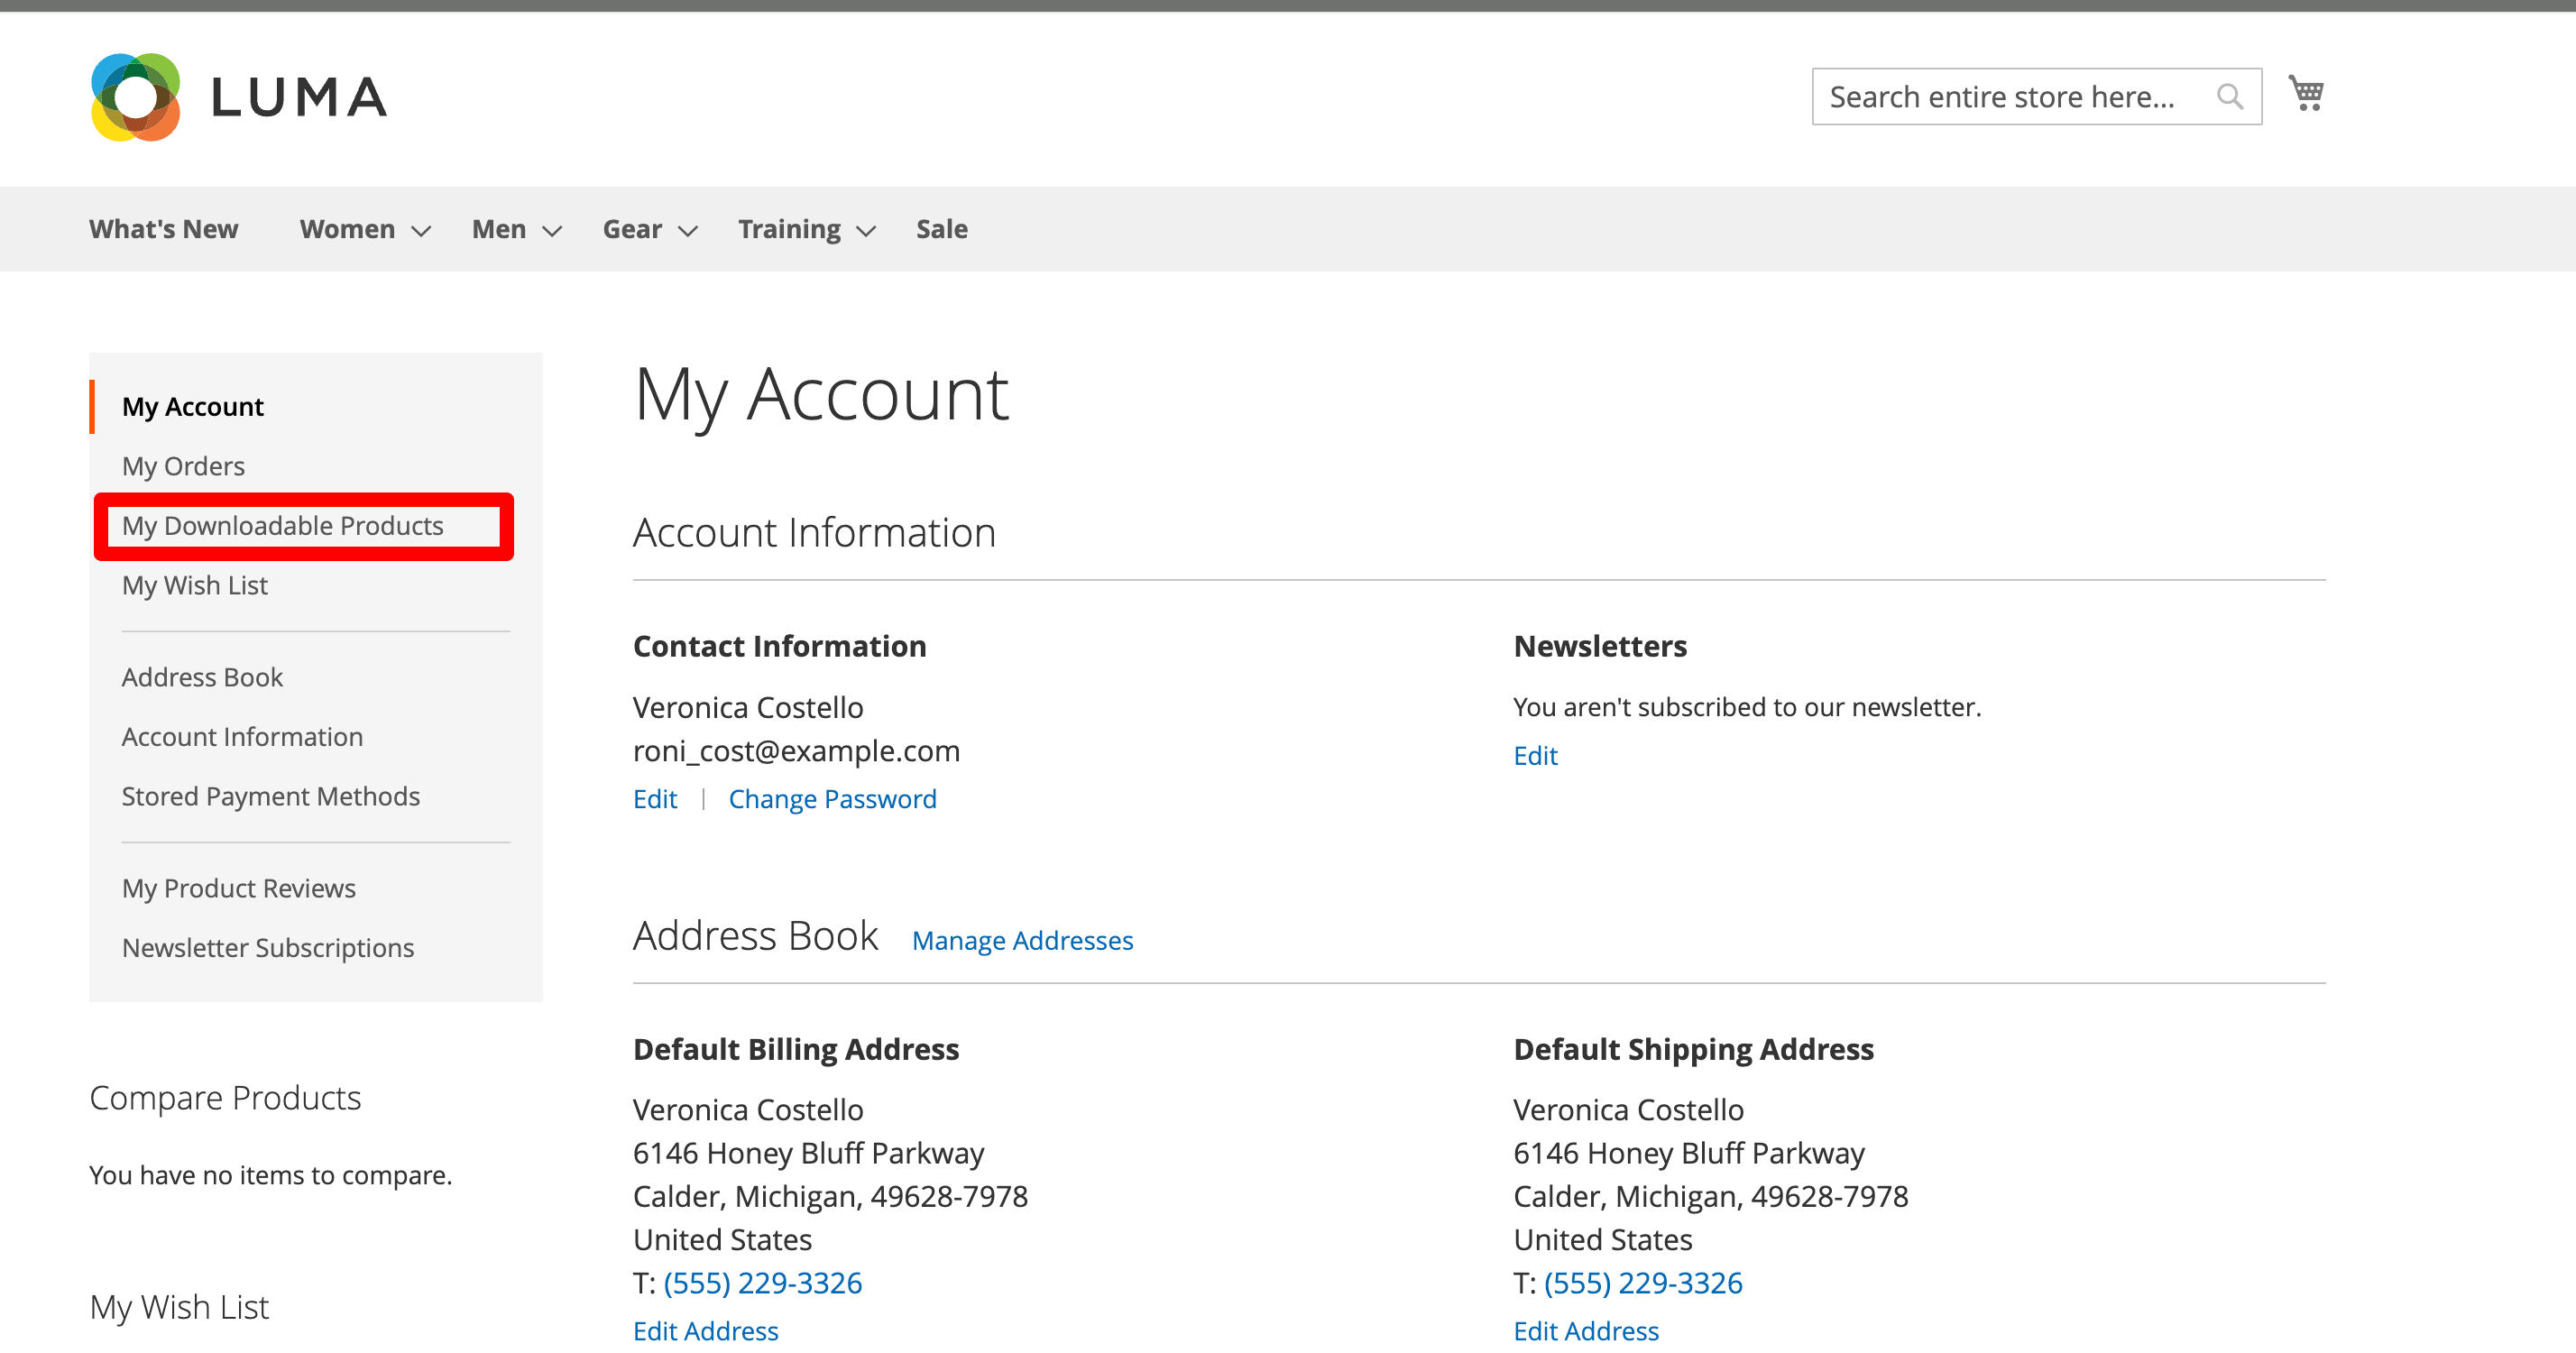 LUMA
Search entire store here...
What's New Women Men Gear Training Sale
My Account
My Orders
My Downloadable Products
My Wish List
Address Book
Account Information
Stored Payment Methods
My Product Reviews
Newsletter Subscriptions
Compare Products
You have no items to compare.
My Wish List
My Account
Account Information
Contact Information
Veronica Costello
roni_cost@example.com
Edit | Change Password
Newsletters
You aren't subscribed to our newsletter.
Edit
Address Book Manage Addresses
Default Billing Address
Veronica Costello
6146 Honey Bluff Parkway
Calder, Michigan, 49628-7978
United States
T: (555) 229-3326
Edit Address
Default Shipping Address
Veronica Costello
6146 Honey Bluff Parkway
Calder, Michigan, 49628-7978
United States
T: (555) 229-3326
Edit Address